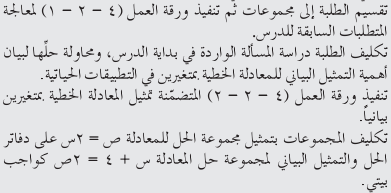 تقسيم الطلبة إلى مجموعات ثم تنفيذ ورقة العمل (٤ – ٢ – ١) لمعالجة
المتطلبات السابقة للدرس.
تكليف الطلبة دراسة المسألة الواردة في بداية الدرس، ومحاولة حلّها لبيان
أهمية التمثيل البياني للمعادلة الخطية بمتغيرين في التطبيقات الحياتية.
تنفيذ ورقة العمل (٤ – ٢ – ٢) المتضمّنة تمثيل المعادلة الخطية بمتغيرين
بيانياً.
تكليف المجموعات بتمثيل مجموعة الحل للمعادلة ص = ٢س على دفاتر
الحل والتمثيل البياني لمجموعة حل المعادلة س + ٤ = ٢ص كواجب
بيتي.